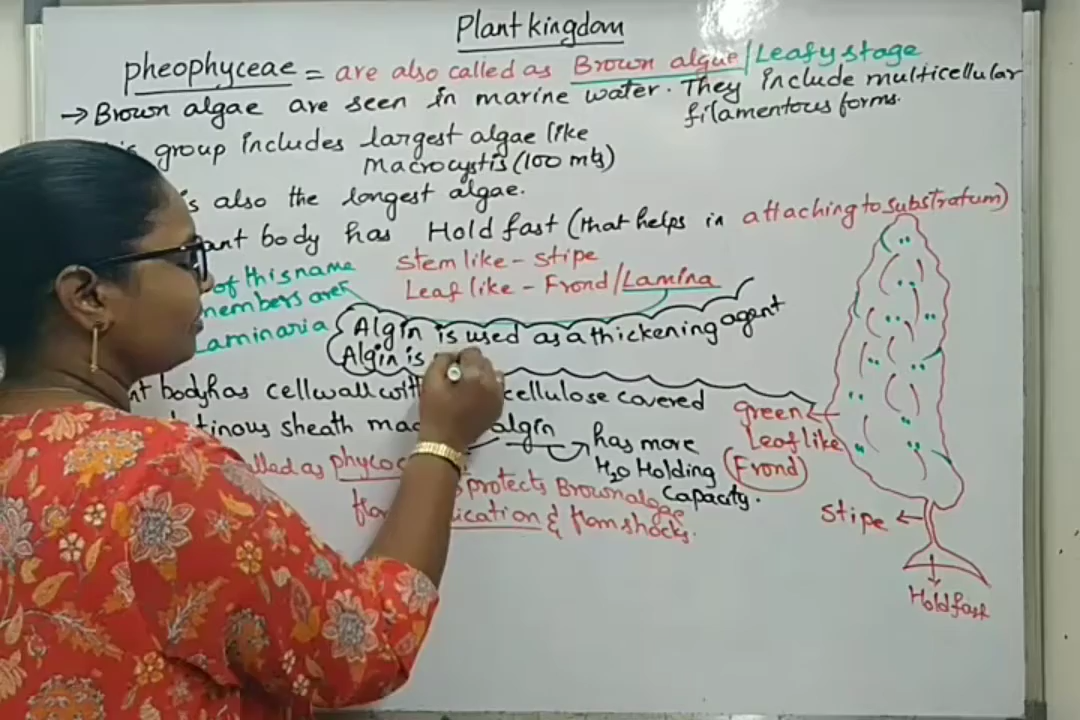 Plant kingdom
pheophyceae = are also called as Brown algae/Leafy stage
→ Brown algae are seen in marine water. They include multicellular
filamentous forms.
group includes largest algae like
Macrocystis (100 mts)
is also the longest algae.
body has Hold fast (that helps in attaching to substratum)
Stem like - stipe
Leaf like - Frond/Lamina
of this name
members are
Laminaria
Algin is used as a thickening agent
Algin is
body has cellwall with cellulose covered
sheath algin has more
H2O Holding
capacity.
as
protects Brown algae
& from shocks.
green
Leaf like
(Frond)
Stipe
Hold fast